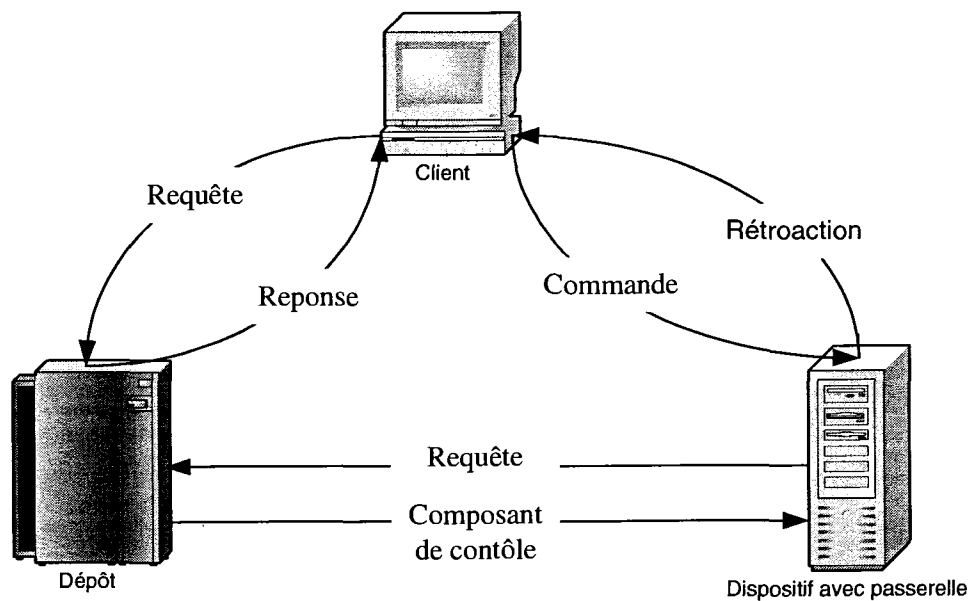 Client
Requête
Rétroaction
Reponse
Commande
Requête
Composant
de contôle
Dépôt
Dispositif avec passerelle